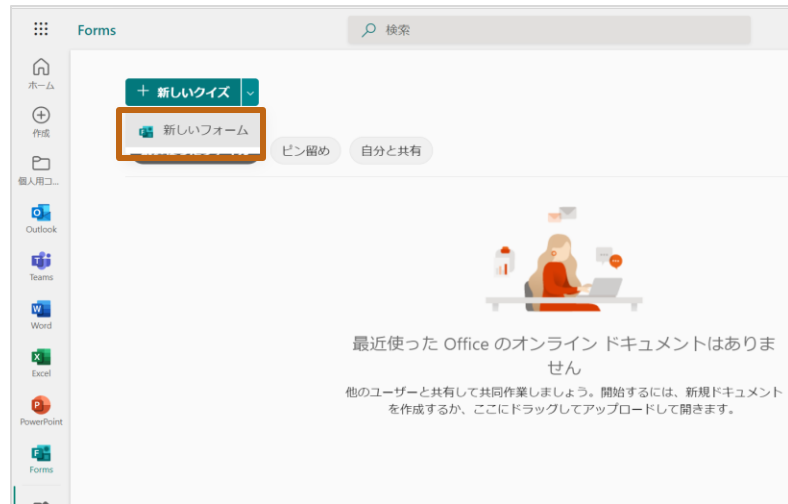 Forms
検索
ホーム
作成
個人用コ...
Outlook
Teams
Word
Excel
PowerPoint
Forms
+ 新しいクイズ
新しいフォーム
ピン留め
自分と共有
最近使った Office のオンライン ドキュメントはありま
せん
他のユーザーと共有して共同作業しましょう。開始するには、新規ドキュメント
を作成するか、ここにドラッグしてアップロードして開きます。